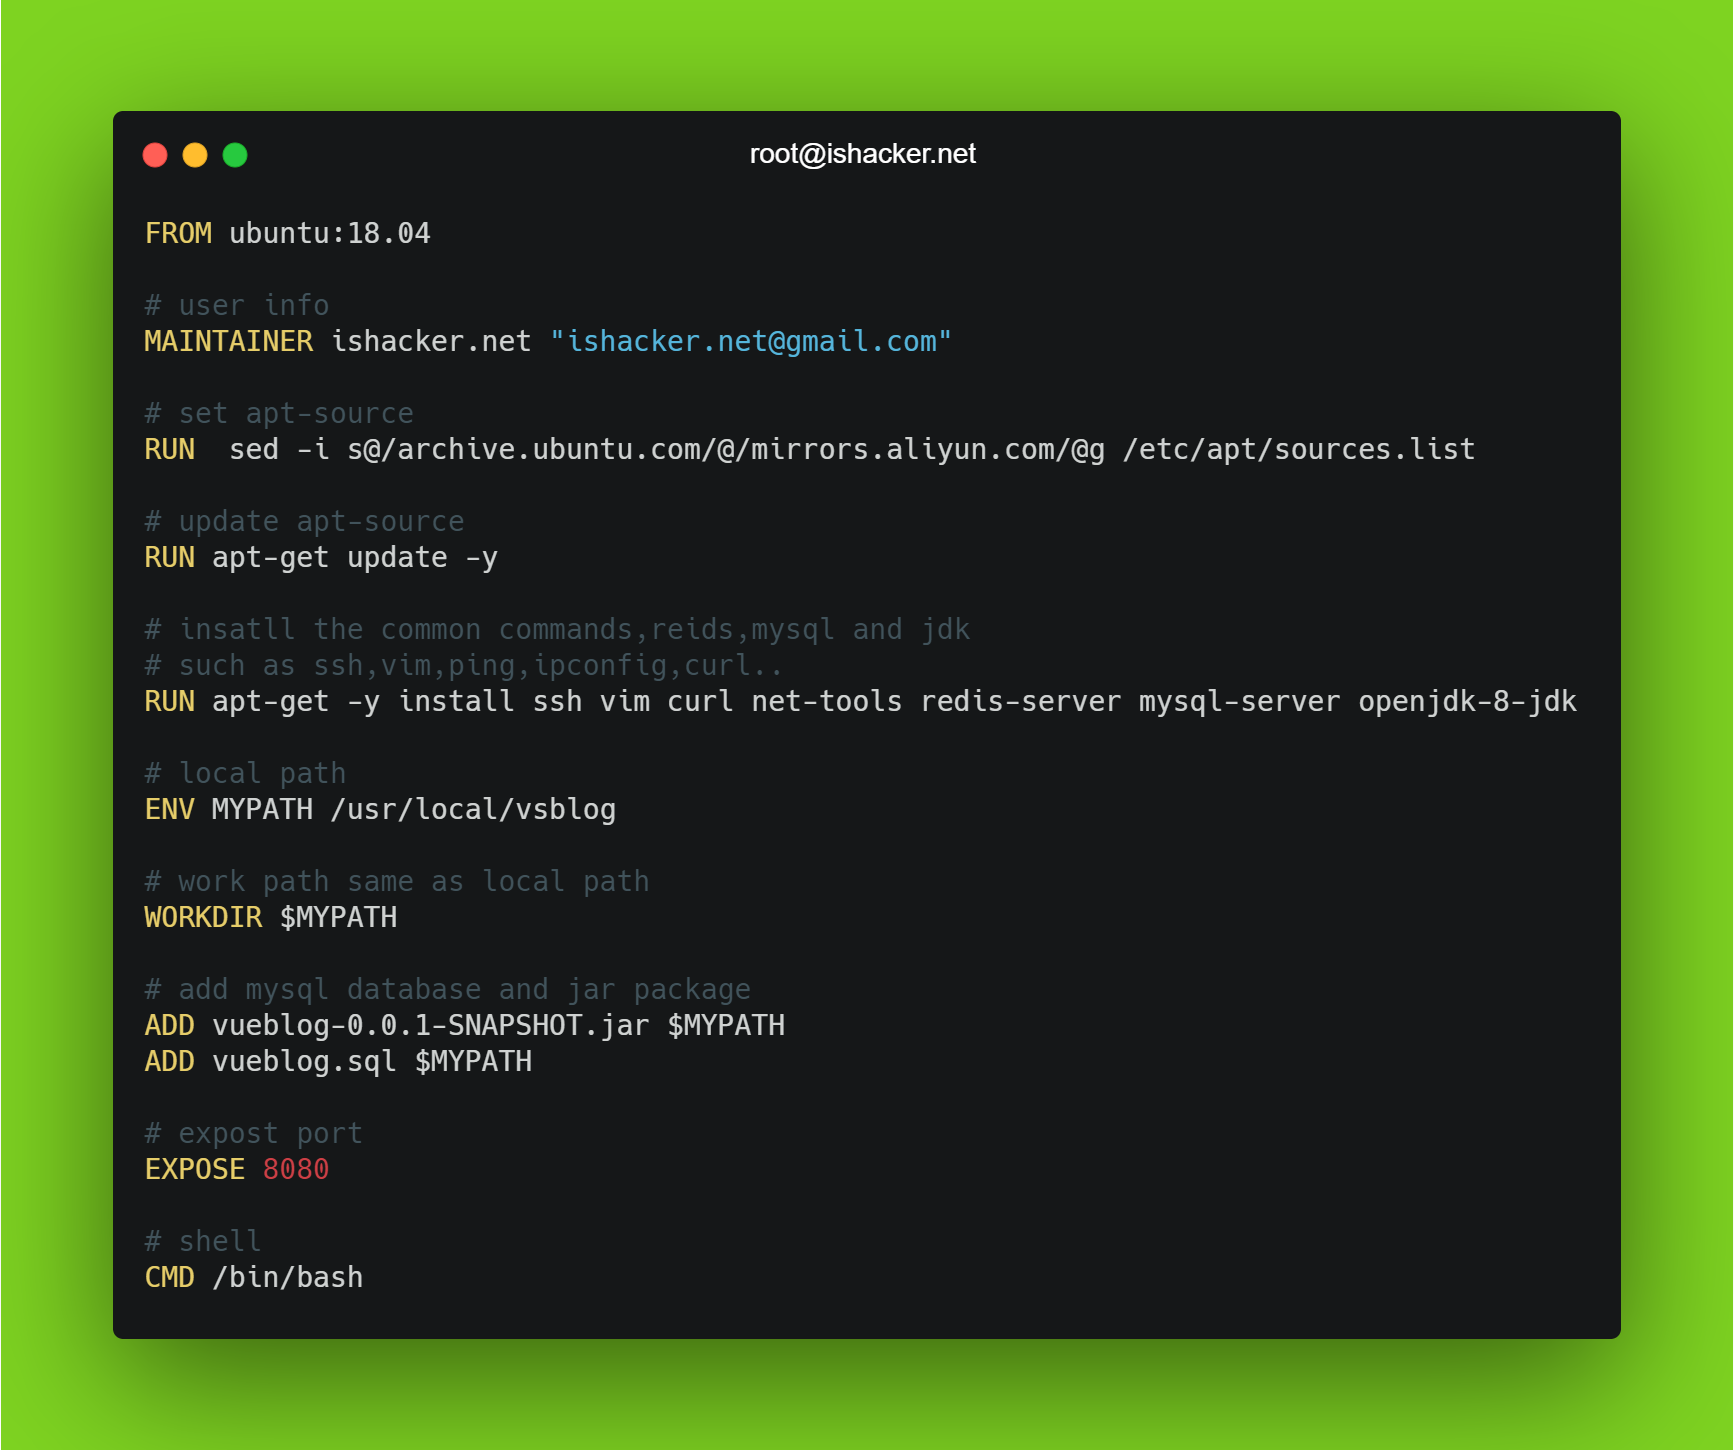 root@ishacker.net
FROM ubuntu:18.04
# user info
MAINTAINER ishacker.net "ishacker.net@gmail.com"
# set apt-source
RUN  sed -i s@/archive.ubuntu.com/@/mirrors.aliyun.com/@g /etc/apt/sources.list
# update apt-source
RUN apt-get update -y
# insatll the common commands,reids,mysql and jdk
# such as ssh,vim,ping,ipconfig,curl..
RUN apt-get -y install ssh vim curl net-tools redis-server mysql-server openjdk-8-jdk
# local path
ENV MYPATH /usr/local/vsblog
# work path same as local path
WORKDIR $MYPATH
# add mysql database and jar package
ADD vueblog-0.0.1-SNAPSHOT.jar $MYPATH
ADD vueblog.sql $MYPATH
# expost port
EXPOSE 8080
# shell
CMD /bin/bash